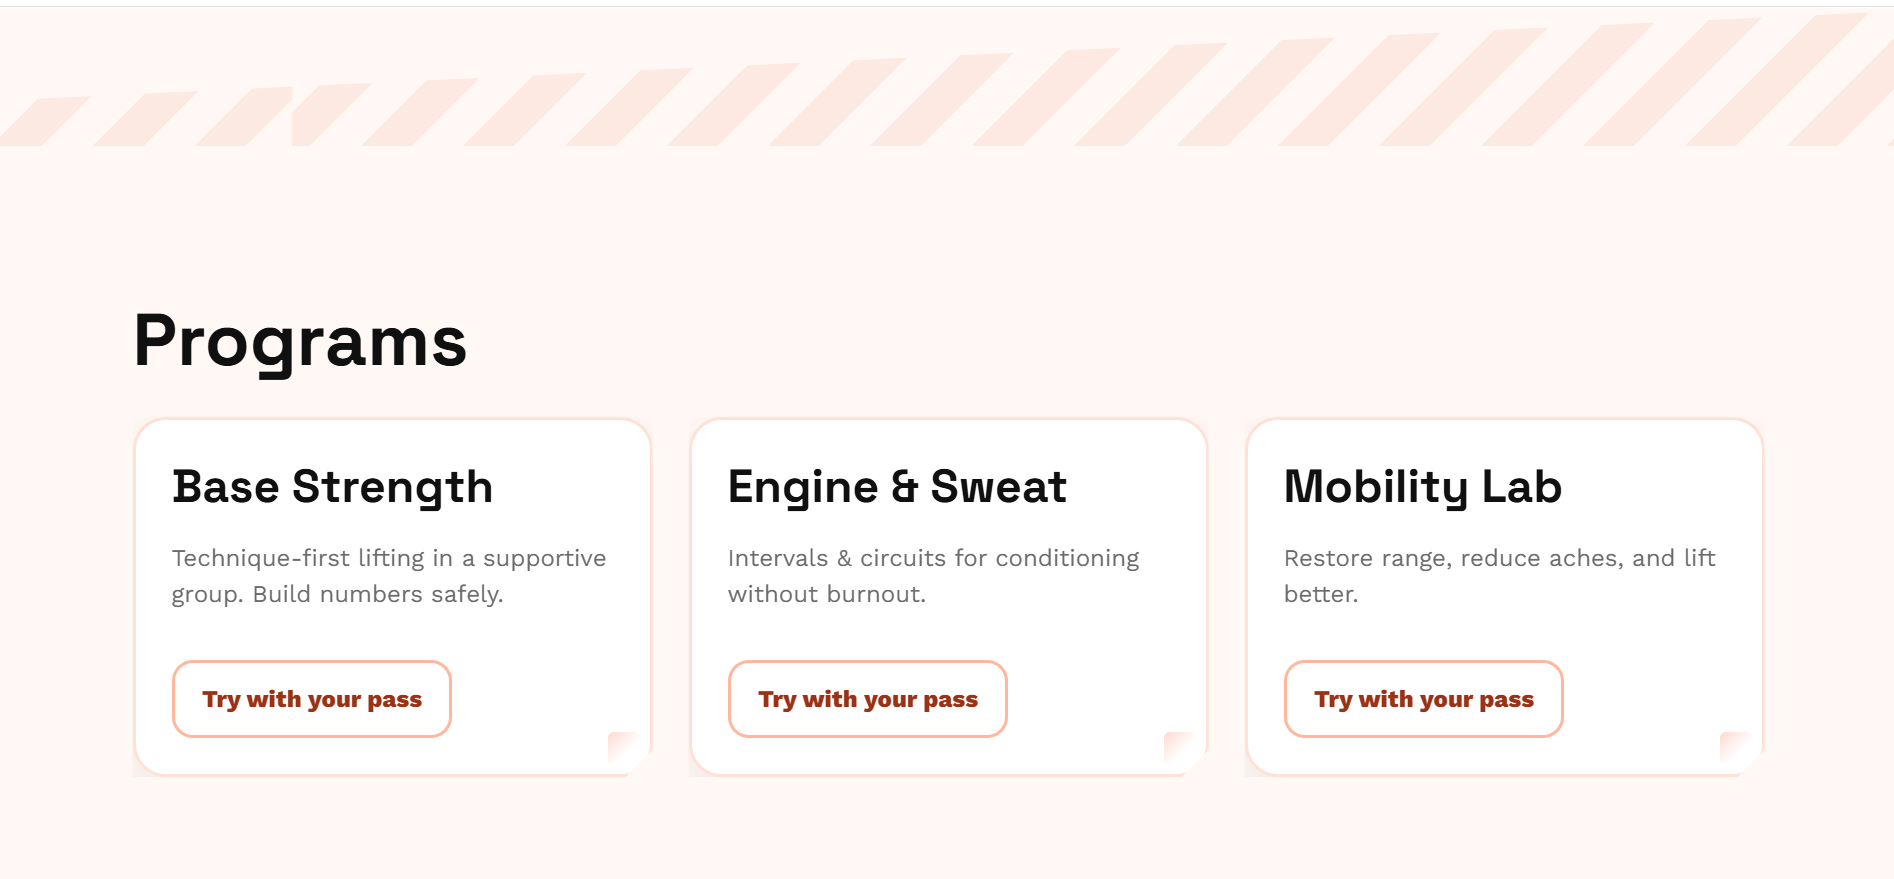 Programs
Base Strength
Technique-first lifting in a supportive
group. Build numbers safely.
Try with your pass
Engine & Sweat
Intervals & circuits for conditioning
without burnout.
Try with your pass
Mobility Lab
Restore range, reduce aches, and lift
better.
Try with your pass